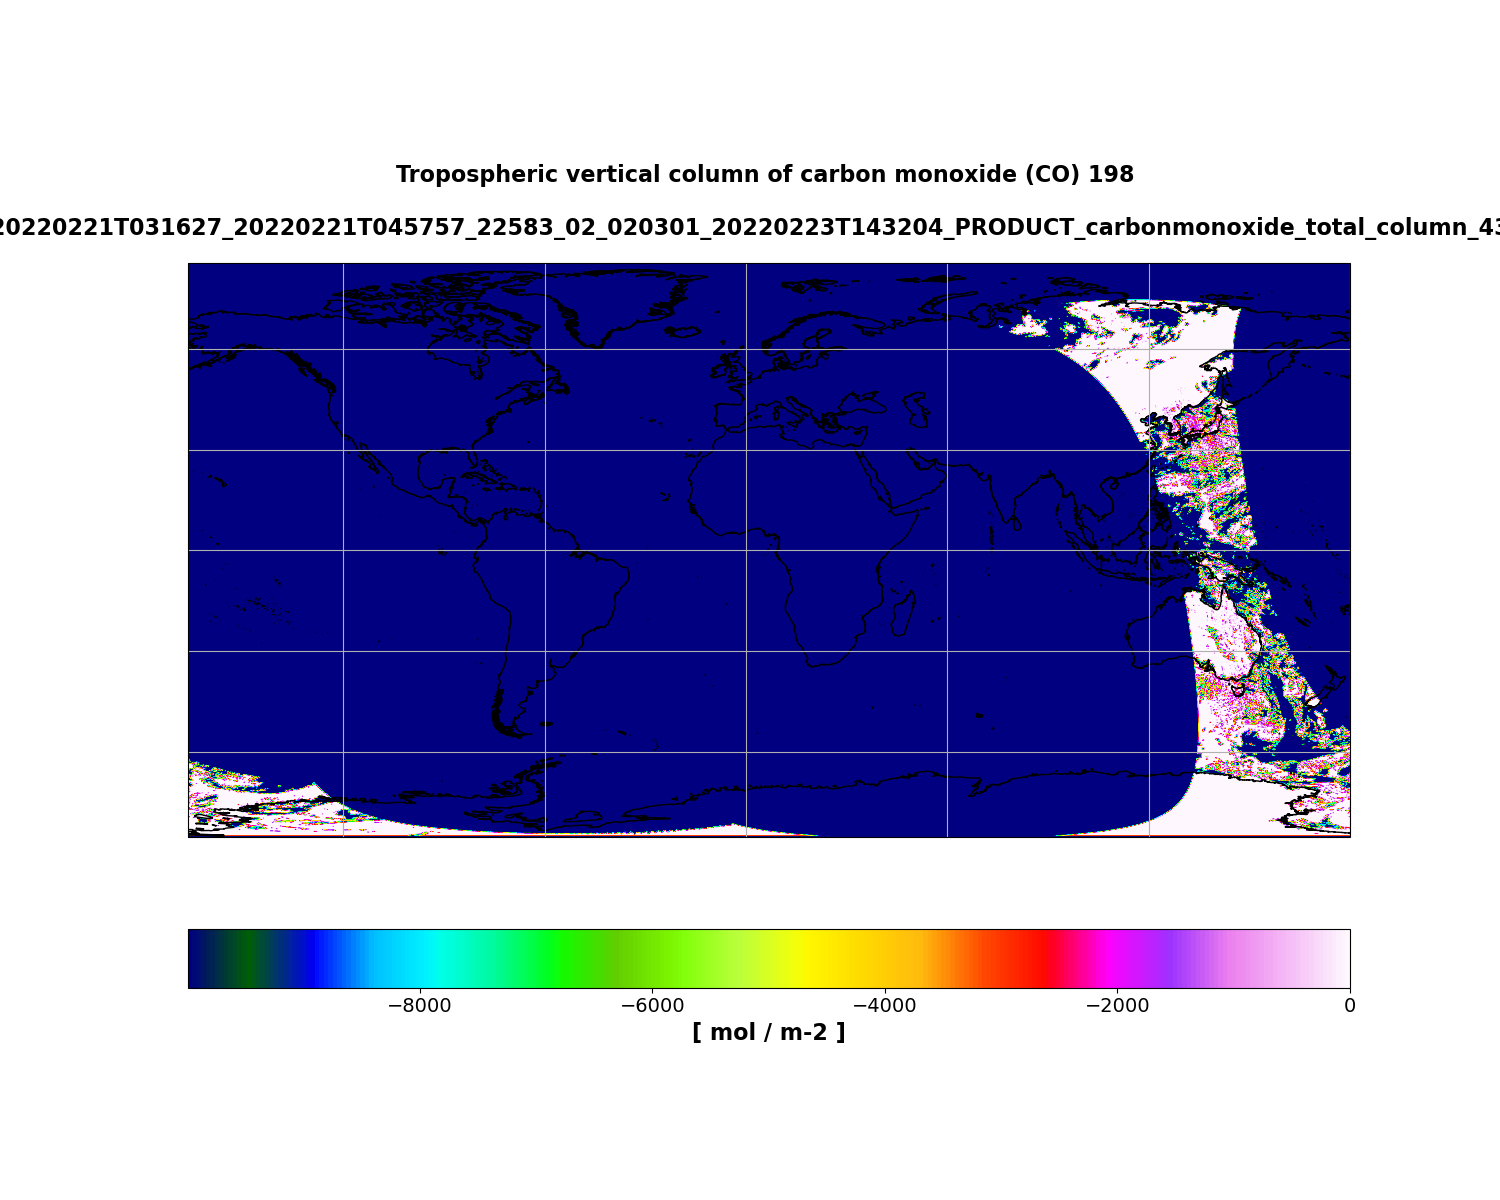 Tropospheric vertical column of carbon monoxide (CO) 198
20220221T031627_20220221T045757_22583_02_020301_20220223T143204_PRODUCT_carbonmonoxide_total_column_43
−8000 −6000 −4000 −2000 0
[ mol / m-2 ]